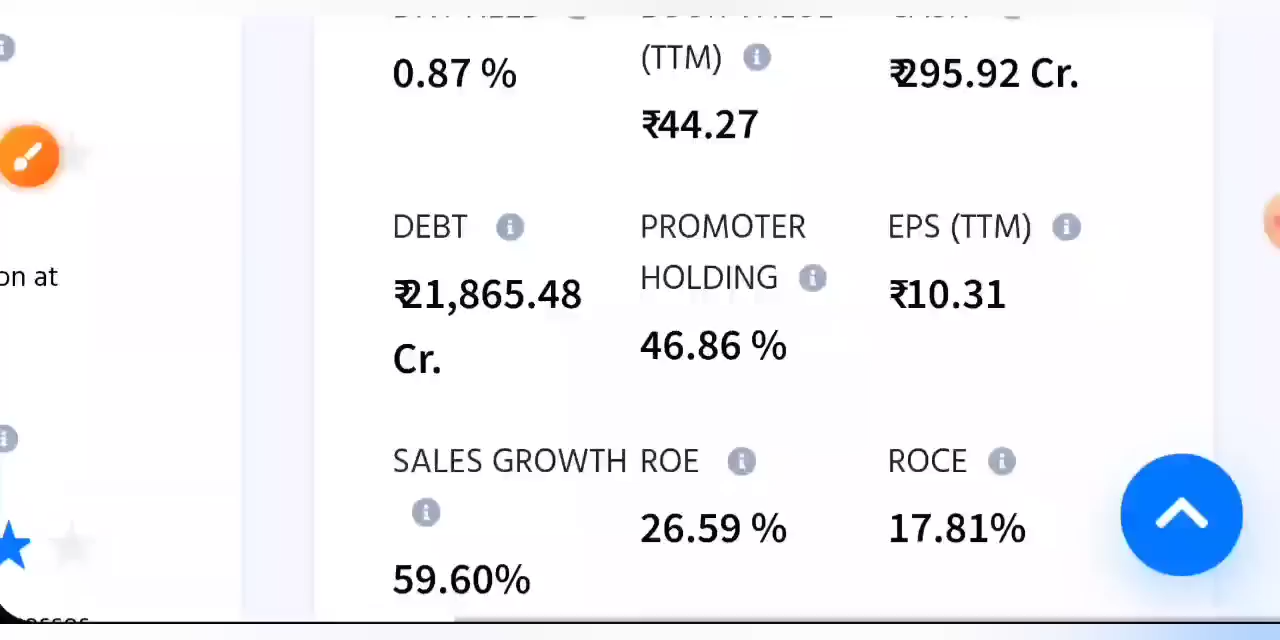 (TTM)
0.87 %
₹295.92 Cr.
₹44.27
DEBT
PROMOTER
EPS (TTM)
on at
HOLDING
₹21,865.48
₹10.31
46.86 %
Cr.
SALES GROWTH
ROE
ROCE
26.59 %
17.81%
59.60%